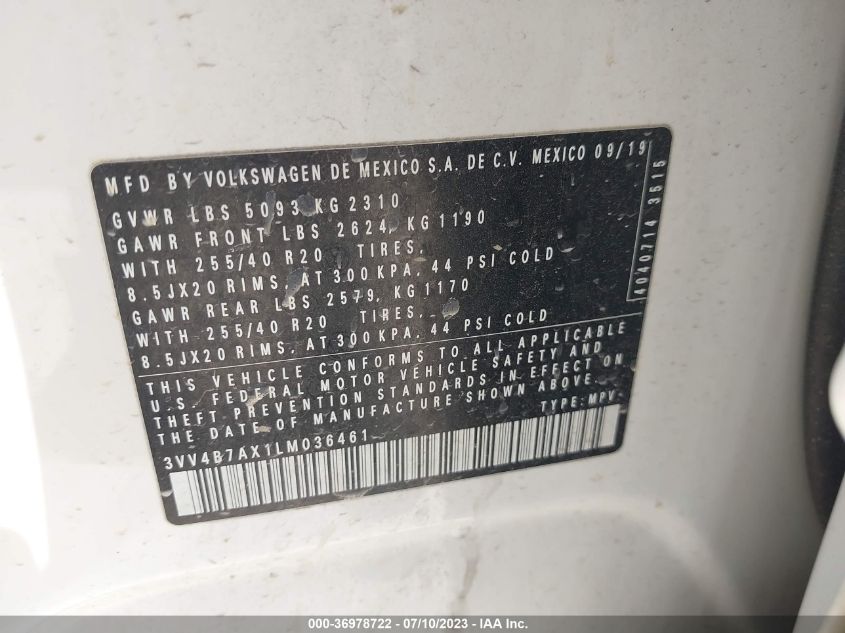 MFD BY VOLKSWAGEN DE MEXICO S.A. DE C.V. MEXICO 09/19
GVWR LBS 5093 KG 2310
GAWR FRONT LBS 2624, KG 1190
WITH 255/40 R20 TIRES,
8.5JX20 RIMS, AT 300 KPA, 44 PSI COLD
GAWR REAR LBS 2579, KG 1170
WITH 255/40 R20 TIRES,
8.5JX20 RIMS, AT 300 KPA, 44 PSI COLD
THIS VEHICLE CONFORMS TO ALL APPLICABLE
U.S. FEDERAL MOTOR VEHICLE SAFETY AND
THEFT PREVENTION STANDARDS IN EFFECT ON
THE DATE OF MANUFACTURE SHOWN ABOVE.
3VV4B7AX1LM036461 TYPE: MPV
4040714 3515
000-36978722 - 07/10/2023 - IAA Inc.